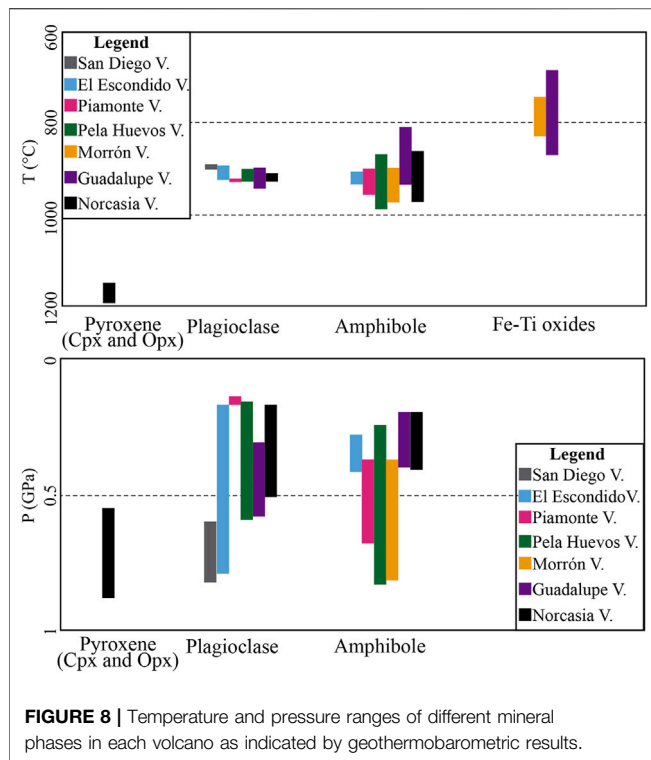 600
Legend
San Diego V.
El Escondido V.
Piamonte V.
Pela Huevos V.
Morrón V.
Guadalupe V.
Norcasia V.
T (°C)
800
1000
1200
Pyroxene
(Cpx and Opx)
Plagioclase
Amphibole
Fe-Ti oxides
0
P (GPa)
0.5
1
Legend
San Diego V.
El EscondidoV.
Piamonte V.
Pela Huevos V.
Morrón V.
Guadalupe V.
Norcasia V.
Pyroxene
(Cpx and Opx)
Plagioclase
Amphibole
FIGURE 8 | Temperature and pressure ranges of different mineral
phases in each volcano as indicated by geothermobarometric results.